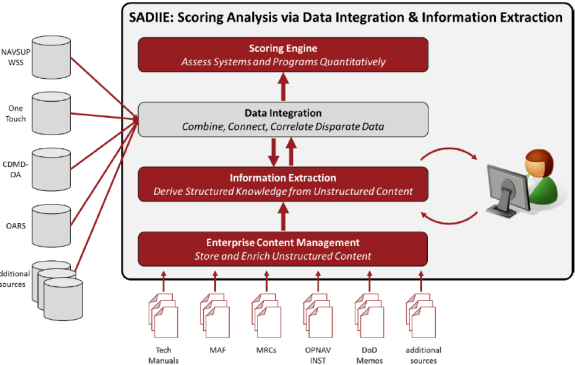 SADIIE: Scoring Analysis via Data Integration & Information Extraction
NAVSUP
WSS
One
Touch
CDMD-
OA
OARS
additional
sources
Scoring Engine
Assess Systems and Programs Quantitatively
Data Integration
Combine, Connect, Correlate Disparate Data
Information Extraction
Derive Structured Knowledge from Unstructured Content
Enterprise Content Management
Store and Enrich Unstructured Content
Tech
Manuals
MAF
MRCs
OPNAV
INST
DoD
Memos
additional
sources